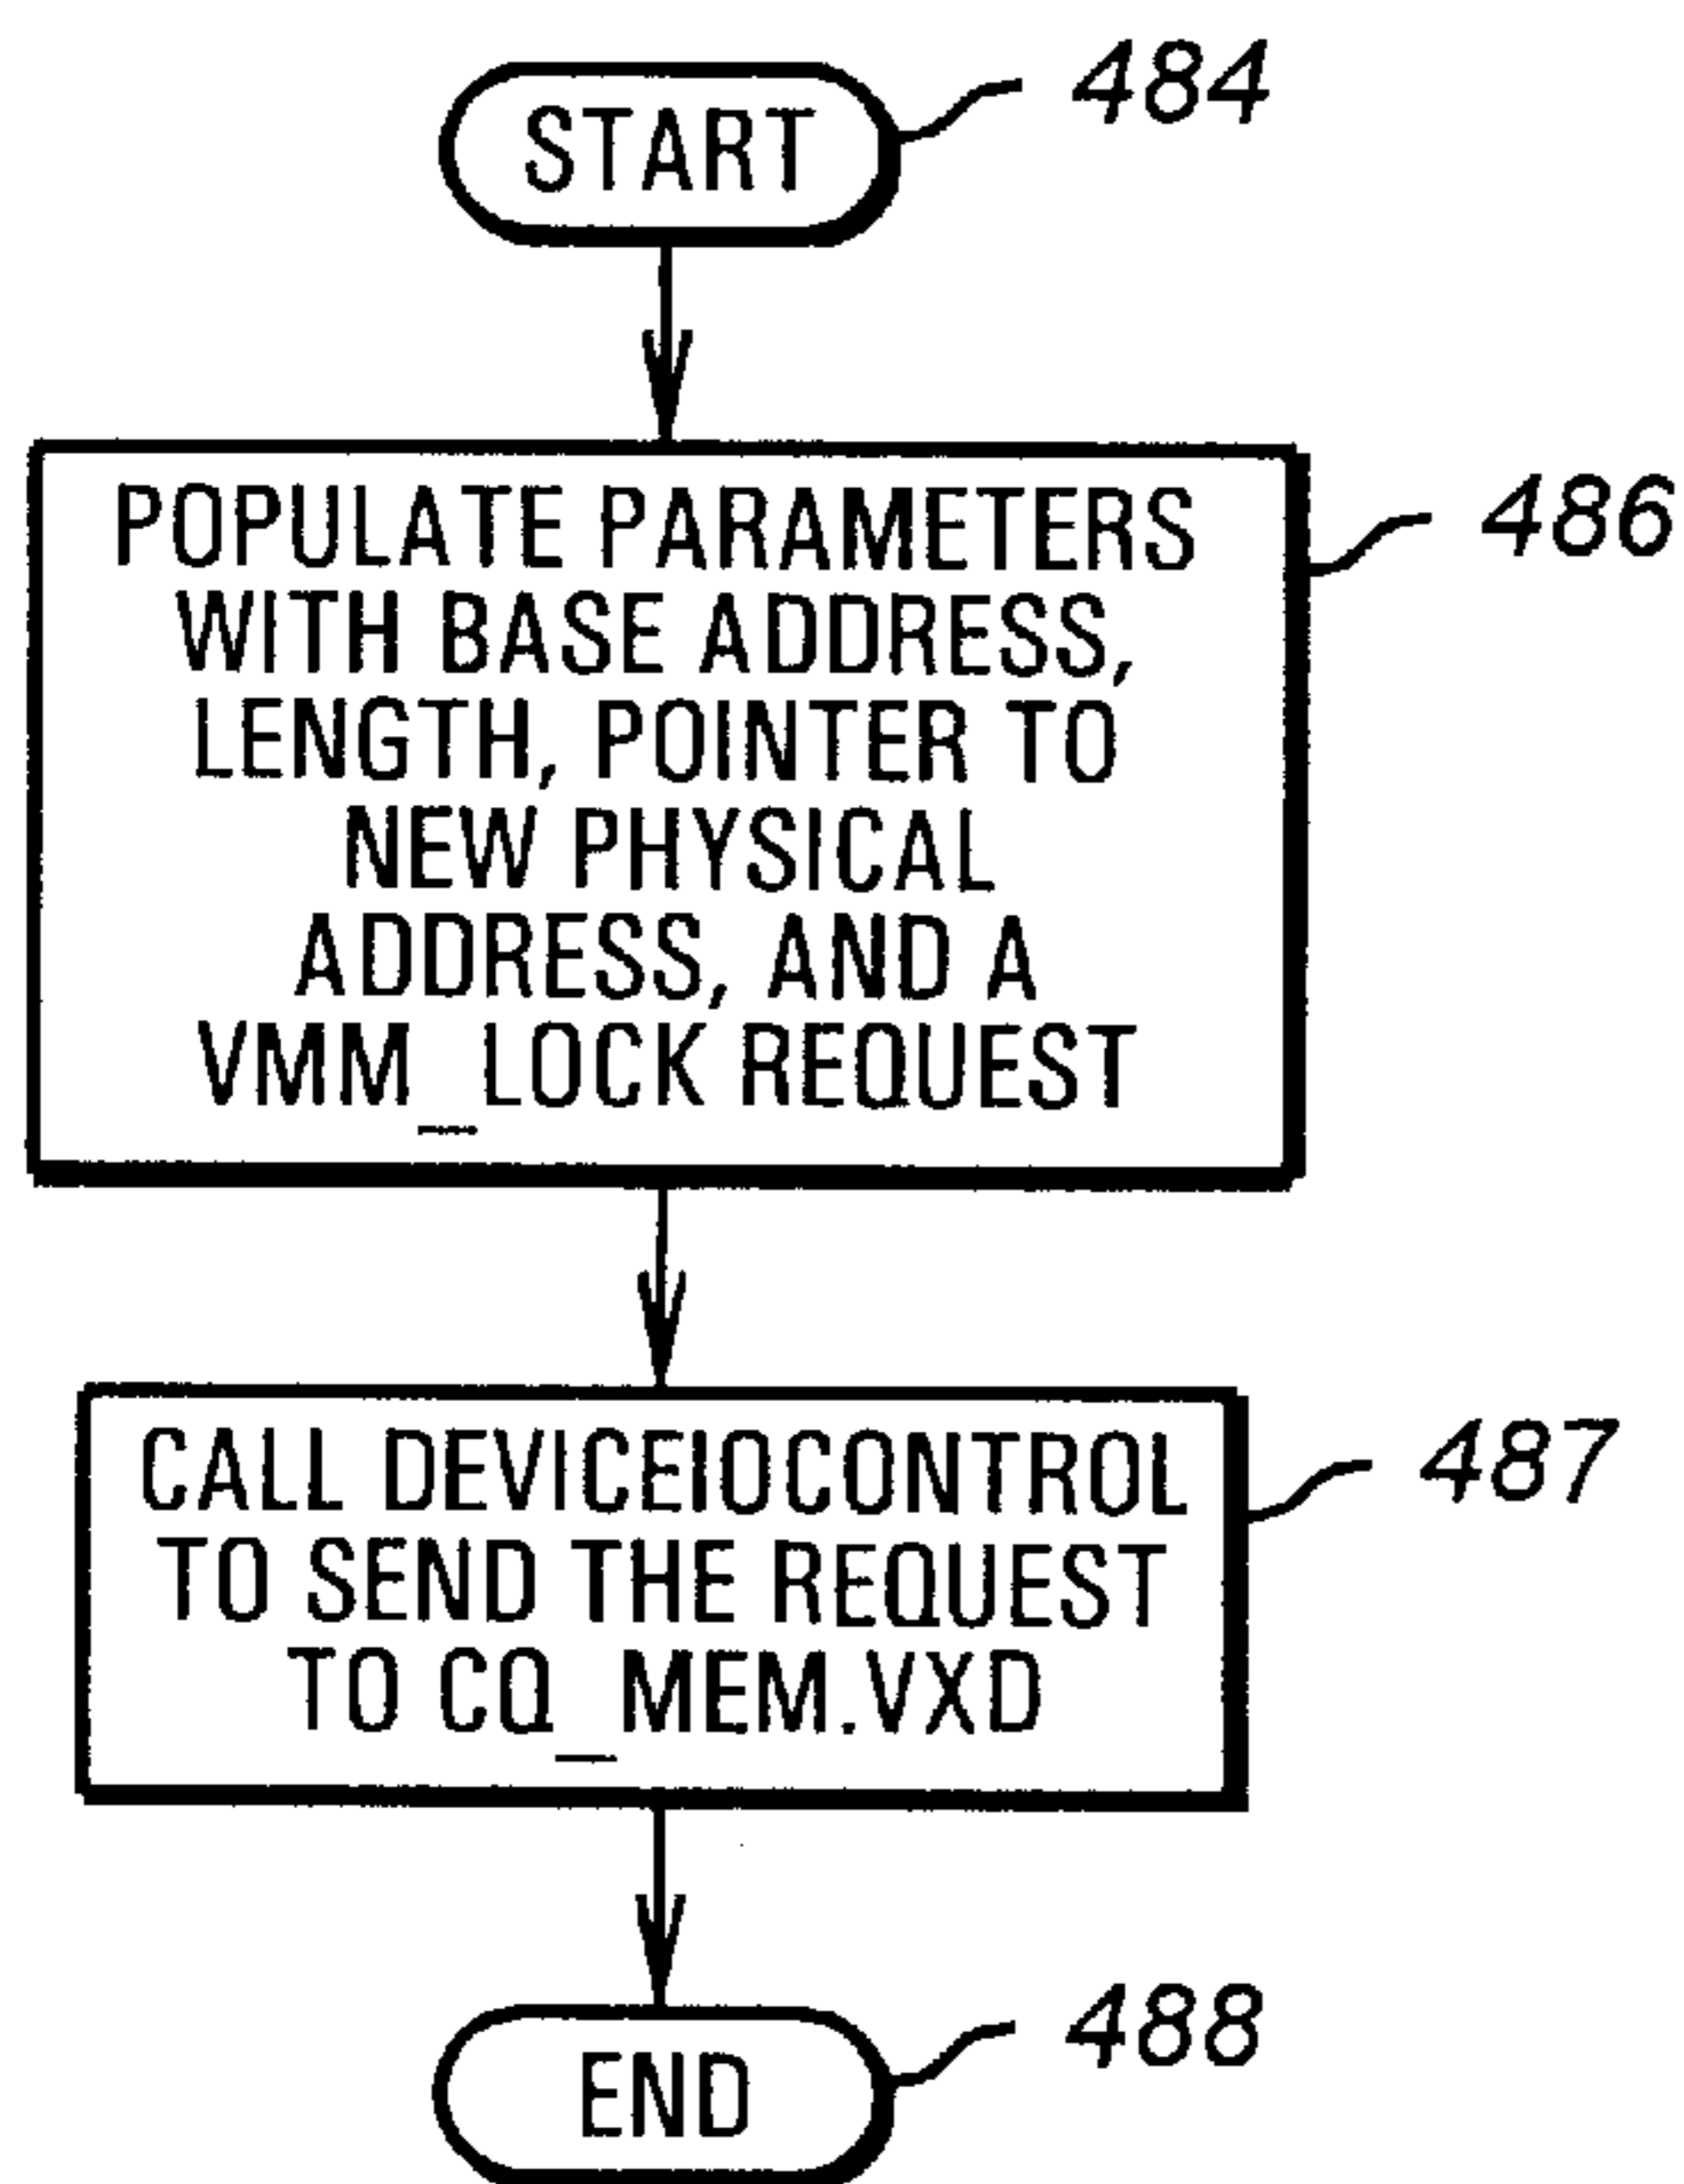 START
484
POPULATE PARAMETERS
WITH BASE ADDRESS,
LENGTH, POINTER TO
NEW PHYSICAL
ADDRESS, AND A
VMM_LOCK REQUEST
486
CALL DEVICEIOCONTROL
TO SEND THE REQUEST
TO CQ_MEM.VXD
487
END
488